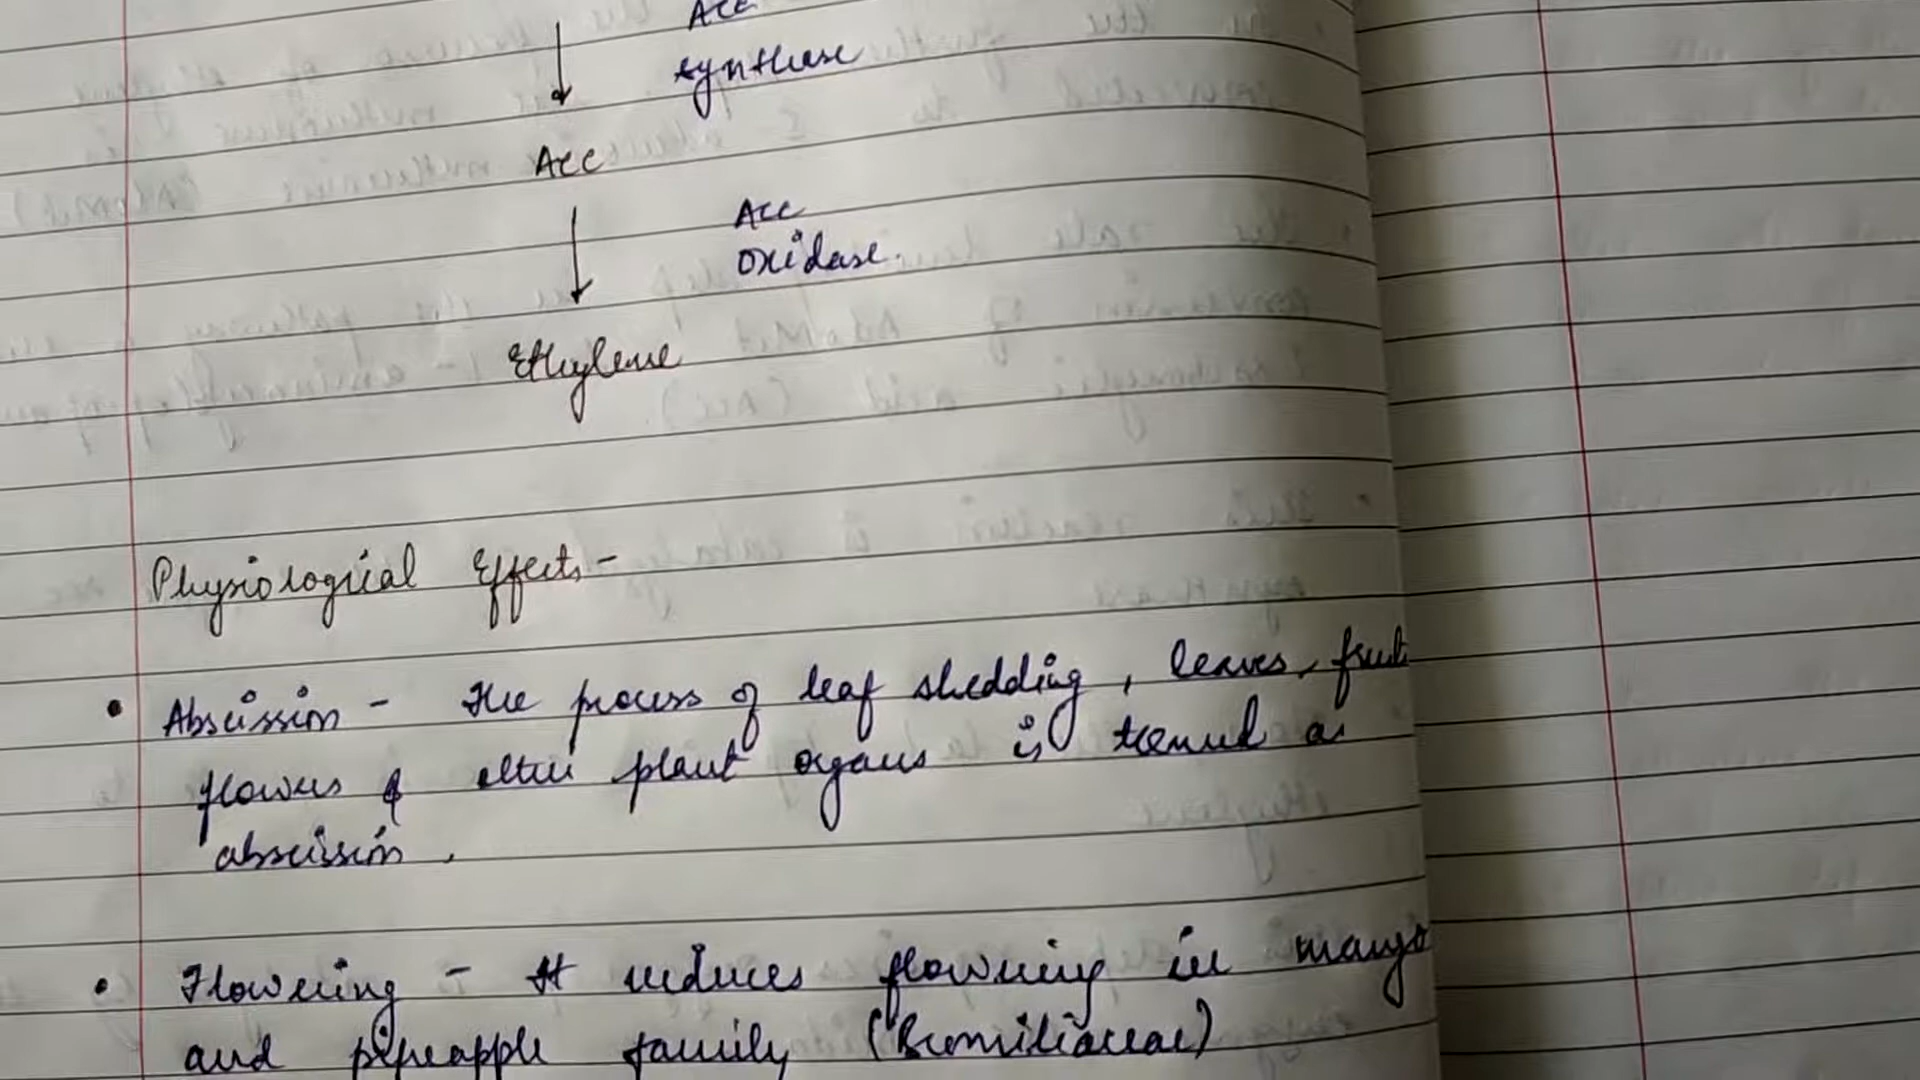 ACC
synthase
ACC
ACC
oxidase.
Ethylene
Physiological Effects -
• Abscission - The process of leaf shedding, leaves, fruit
flowers & other plant organs is termed as
abscission.
• Flowering - It reduces flowering in mango
and pineapple family (Bromiliaceae)